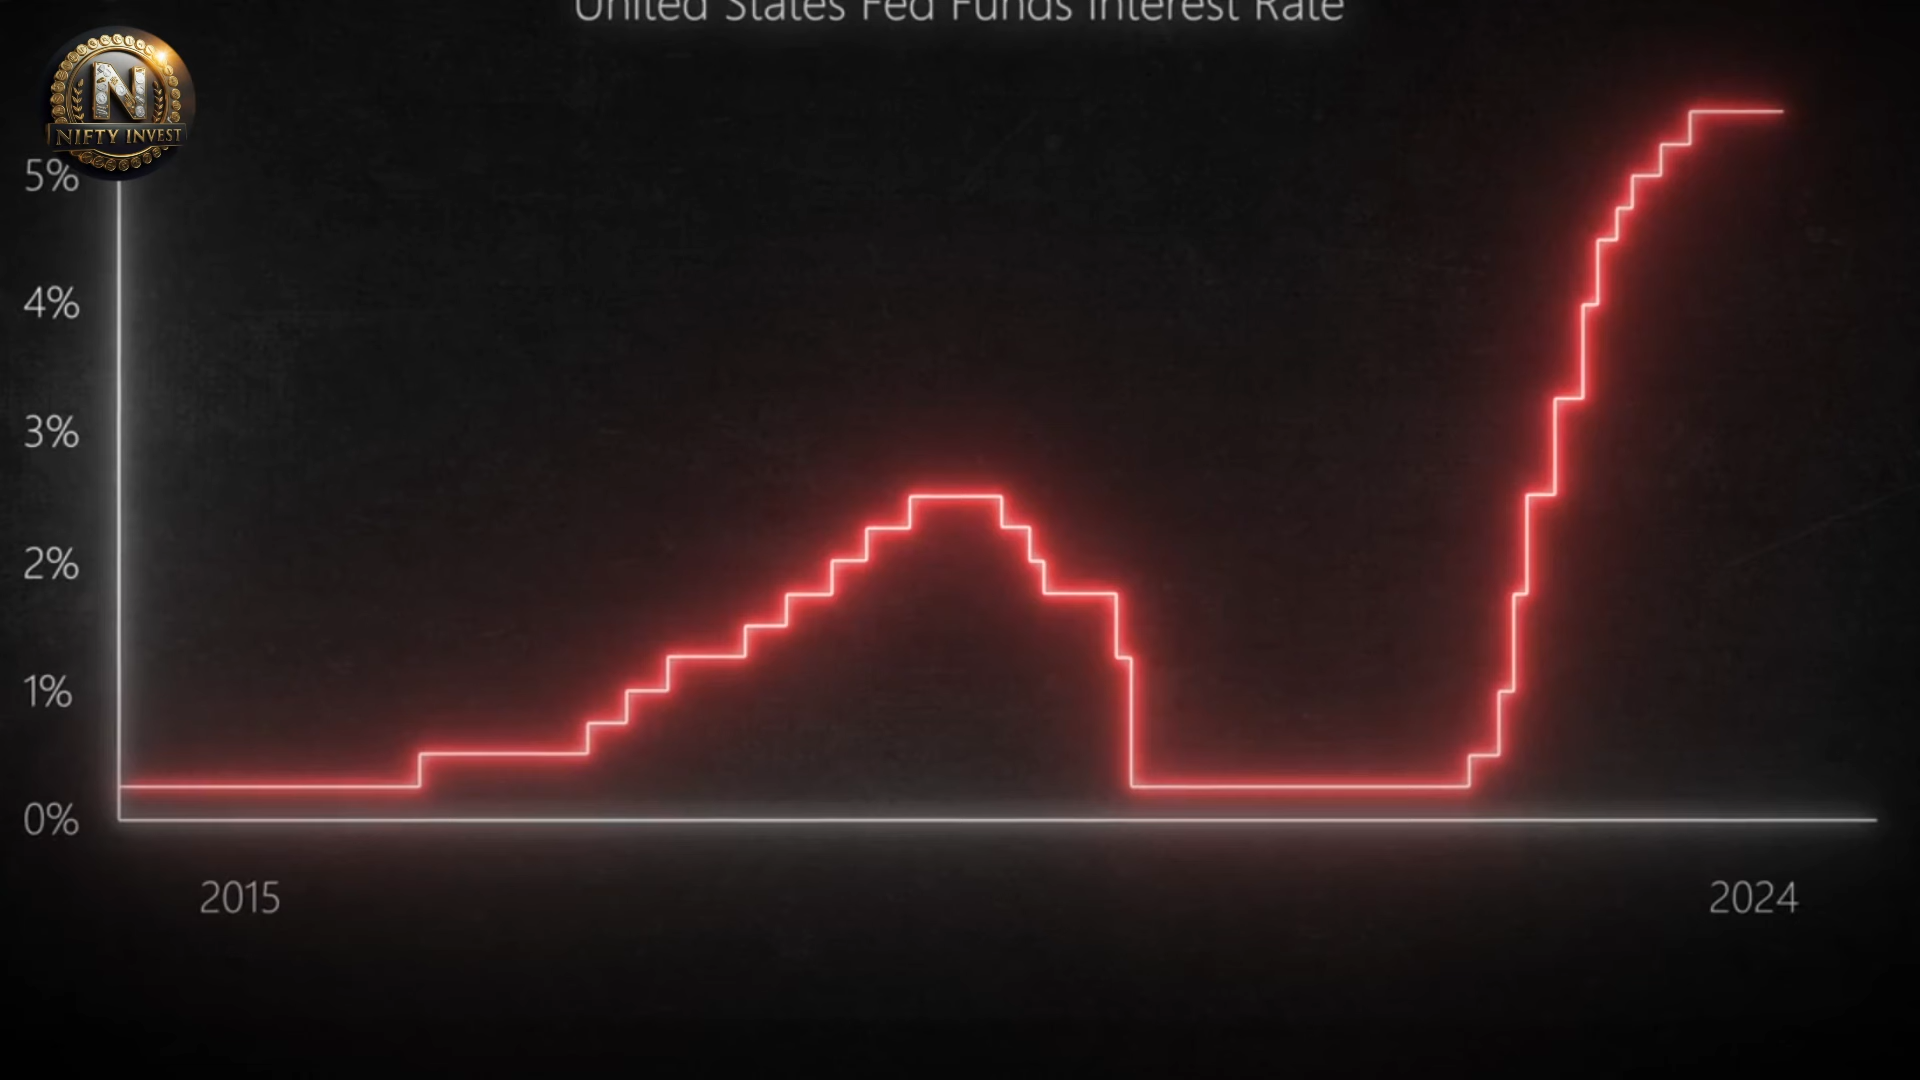 United States Fed Funds Interest Rate
N
NIFTY INVEST
5%
4%
3%
2%
1%
0%
2015
2024